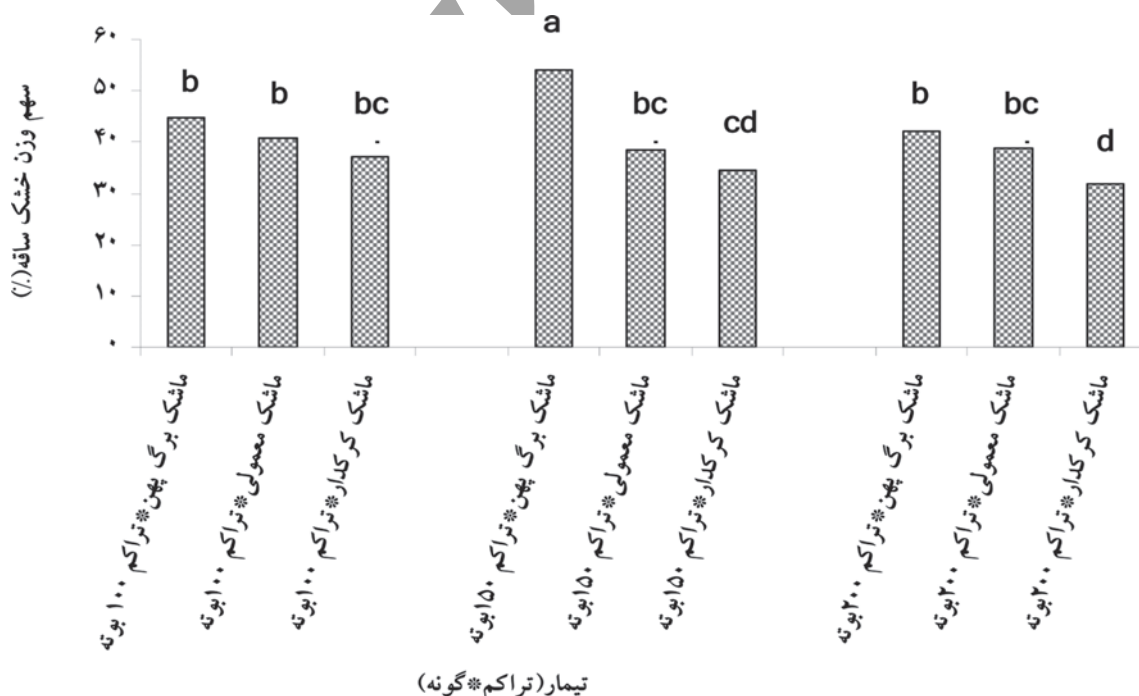 سهم وزن خشک ساقه(٪)
۶۰
۵۰
۴۰
۳۰
۲۰
۱۰
۰
b
b
bc
a
bc
cd
b
bc
d
ماشک برگ پهن*تراکم ۱۰۰ بوته
ماشک معمولی*تراکم ۱۰۰بوته
ماشک کرکدار*تراکم ۱۰۰بوته
ماشک برگ پهن*تراکم ۱۵۰بوته
ماشک معمولی*تراکم ۱۵۰بوته
ماشک کرکدار*تراکم ۱۵۰بوته
ماشک برگ پهن*تراکم ۲۰۰بوته
ماشک معمولی*تراکم ۲۰۰بوته
ماشک کرکدار*تراکم ۲۰۰بوته
تیمار(تراکم*گونه)